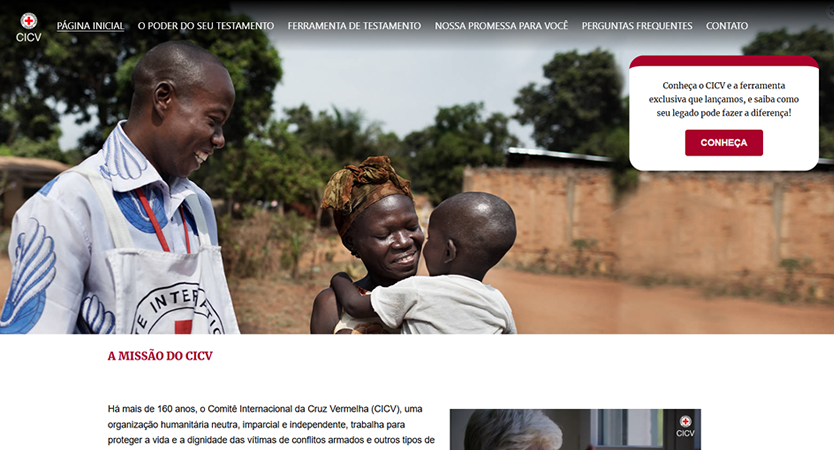 CICV
PÁGINA INICIAL
O PODER DO SEU TESTAMENTO
FERRAMENTA DE TESTAMENTO
NOSSA PROMESSA PARA VOCÊ
PERGUNTAS FREQUENTES
CONTATO
Conheça o CICV e a ferramenta
exclusiva que lançamos, e saiba como
seu legado pode fazer a diferença!
CONHEÇA
A MISSÃO DO CICV
Há mais de 160 anos, o Comitê Internacional da Cruz Vermelha (CICV), uma
organização humanitária neutra, imparcial e independente, trabalha para
proteger a vida e a dignidade das vítimas de conflitos armados e outros tipos de
CICV